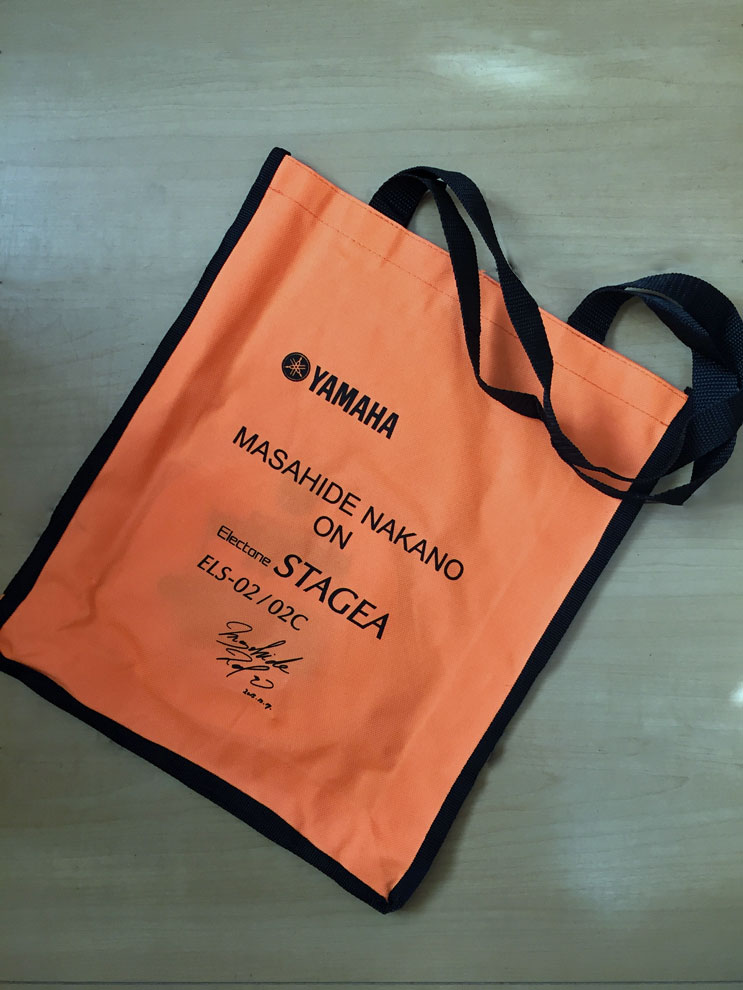 YAMAHA
MASAHIDE NAKANO
ON
Electone STAGEA
ELS-02/02C